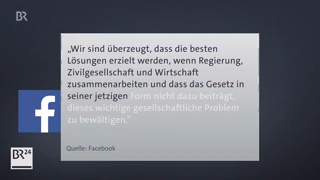 BR
„Wir sind überzeugt, dass die besten
Lösungen erzielt werden, wenn Regierung,
Zivilgesellschaft und Wirtschaft
zusammenarbeiten und dass das Gesetz in
seiner jetzigen Form nicht dazu beiträgt,
dieses wichtige gesellschaftliche Problem
zu bewältigen.“
f
Quelle: Facebook
BR24